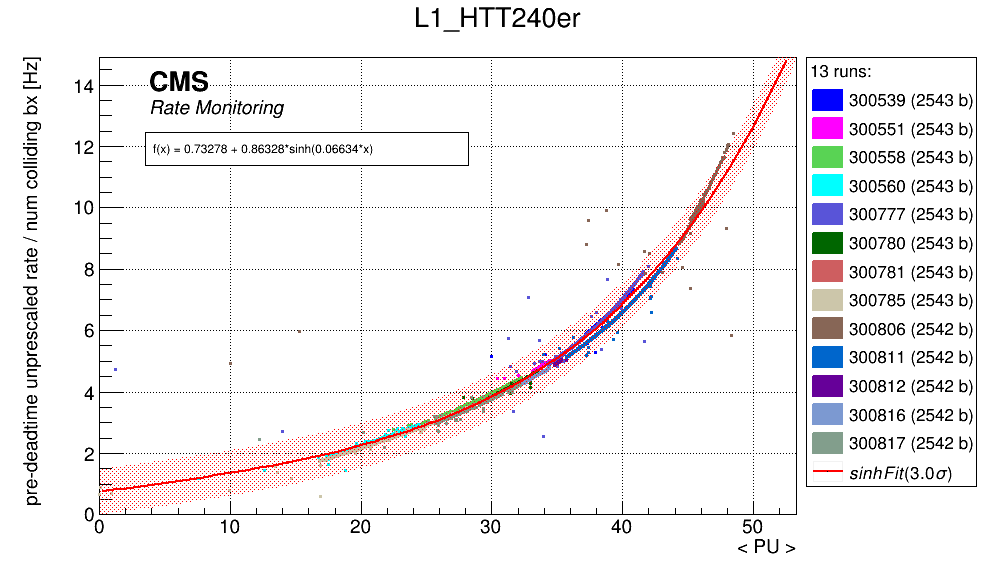 L1_HTT240er
pre-deadtime unprescaled rate / num colliding bx [Hz]
CMS
Rate Monitoring
f(x) = 0.73278 + 0.86328*sinh(0.06634*x)
14
12
10
8
6
4
2
0
0 10 20 30 40 50
< PU >
13 runs:
300539 (2543 b)
300551 (2543 b)
300558 (2543 b)
300560 (2543 b)
300777 (2543 b)
300780 (2543 b)
300781 (2543 b)
300785 (2543 b)
300806 (2542 b)
300811 (2542 b)
300812 (2542 b)
300816 (2542 b)
300817 (2542 b)
sinhFit(3.0σ)